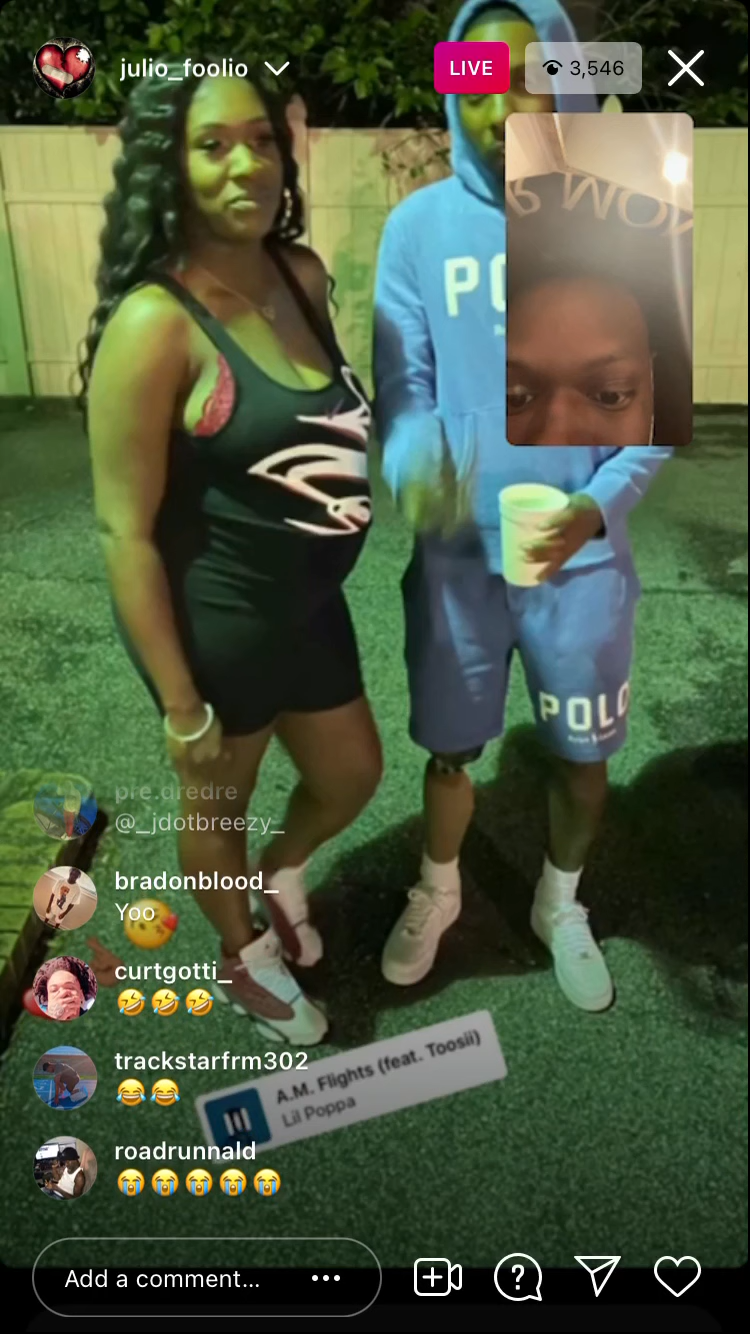 julio_foolio
LIVE
3,546
POLO
pre.dredre
@_jdotbreezy_
bradonblood_
Yoo
curtgotti_
🤣🤣🤣
trackstarfrm302
😂😂
A.M. Flights (feat. Toosii)
Lil Poppa
roadrunnald
😭😭😭😭😭
Add a comment...